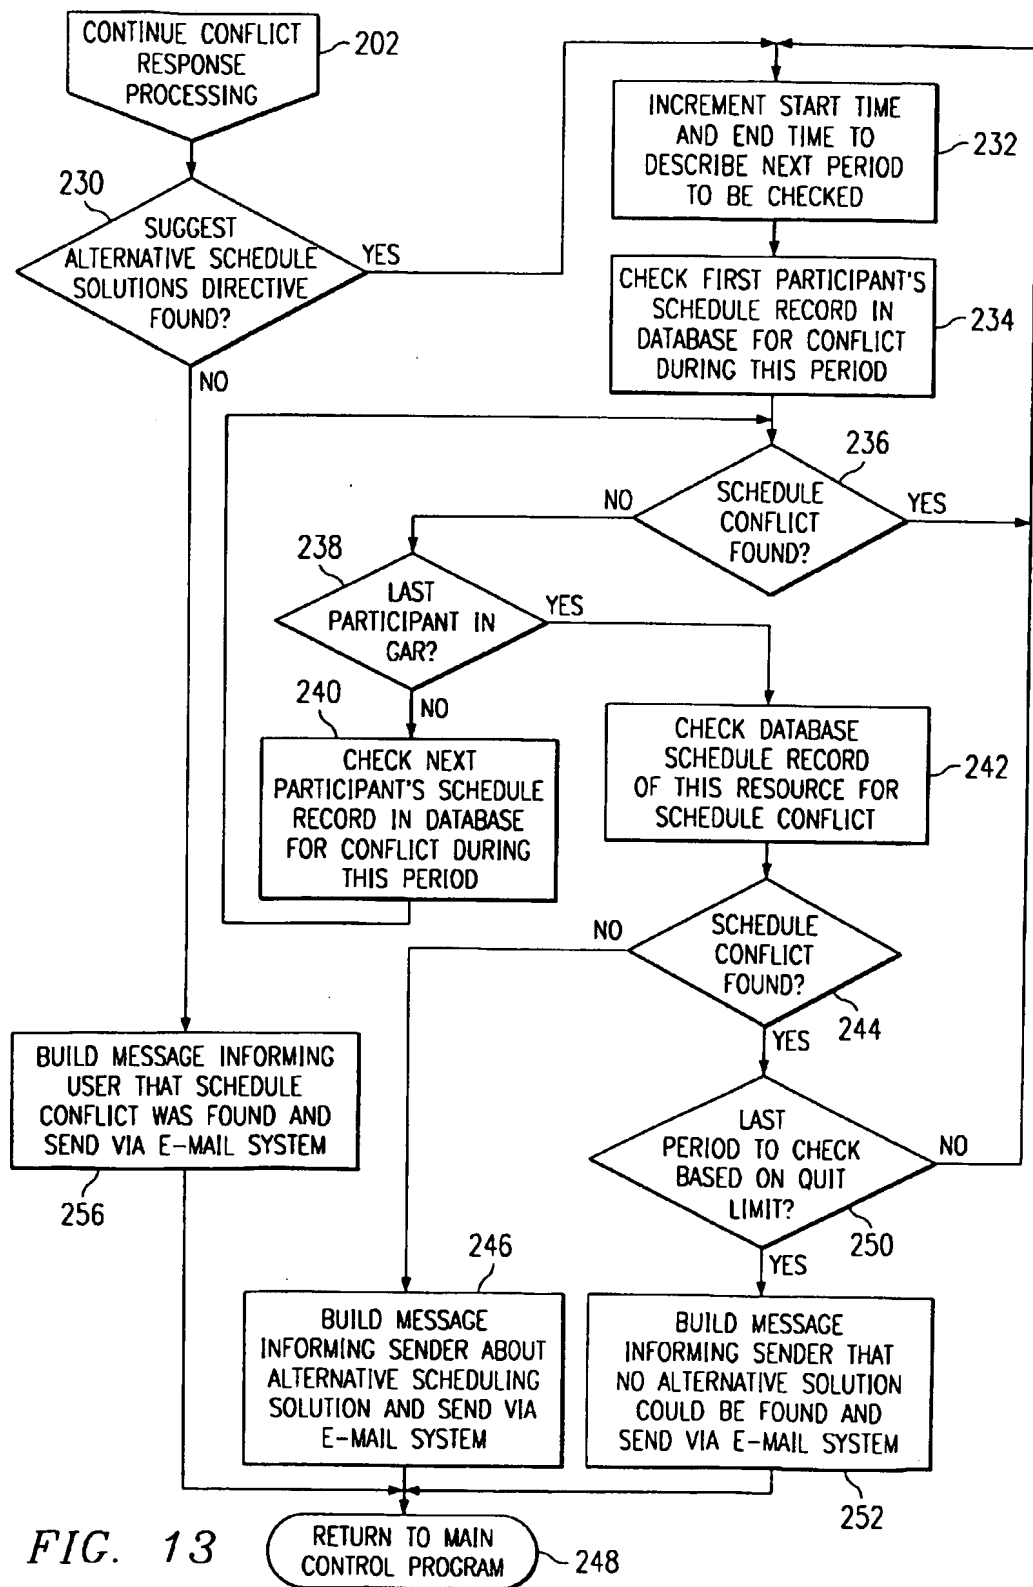 CONTINUE CONFLICT
RESPONSE
PROCESSING
202
230
SUGGEST
ALTERNATIVE SCHEDULE
SOLUTIONS DIRECTIVE
FOUND?
YES
NO
INCREMENT START TIME
AND END TIME TO
DESCRIBE NEXT PERIOD
TO BE CHECKED
232
CHECK FIRST PARTICIPANT'S
SCHEDULE RECORD IN
DATABASE FOR CONFLICT
DURING THIS PERIOD
234
236
SCHEDULE
CONFLICT
FOUND?
NO
YES
238
LAST
PARTICIPANT IN
GAR?
YES
NO
240
CHECK NEXT
PARTICIPANT'S SCHEDULE
RECORD IN DATABASE
FOR CONFLICT DURING
THIS PERIOD
CHECK DATABASE
SCHEDULE RECORD
OF THIS RESOURCE FOR
SCHEDULE CONFLICT
242
SCHEDULE
CONFLICT
FOUND?
NO
244
YES
LAST
PERIOD TO CHECK
BASED ON QUIT
LIMIT?
NO
250
YES
BUILD MESSAGE INFORMING
USER THAT SCHEDULE
CONFLICT WAS FOUND AND
SEND VIA E-MAIL SYSTEM
256
246
BUILD MESSAGE
INFORMING SENDER ABOUT
ALTERNATIVE SCHEDULING
SOLUTION AND SEND VIA
E-MAIL SYSTEM
BUILD MESSAGE
INFORMING SENDER THAT
NO ALTERNATIVE SOLUTION
COULD BE FOUND AND
SEND VIA E-MAIL SYSTEM
252
RETURN TO MAIN
CONTROL PROGRAM
248
FIG. 13